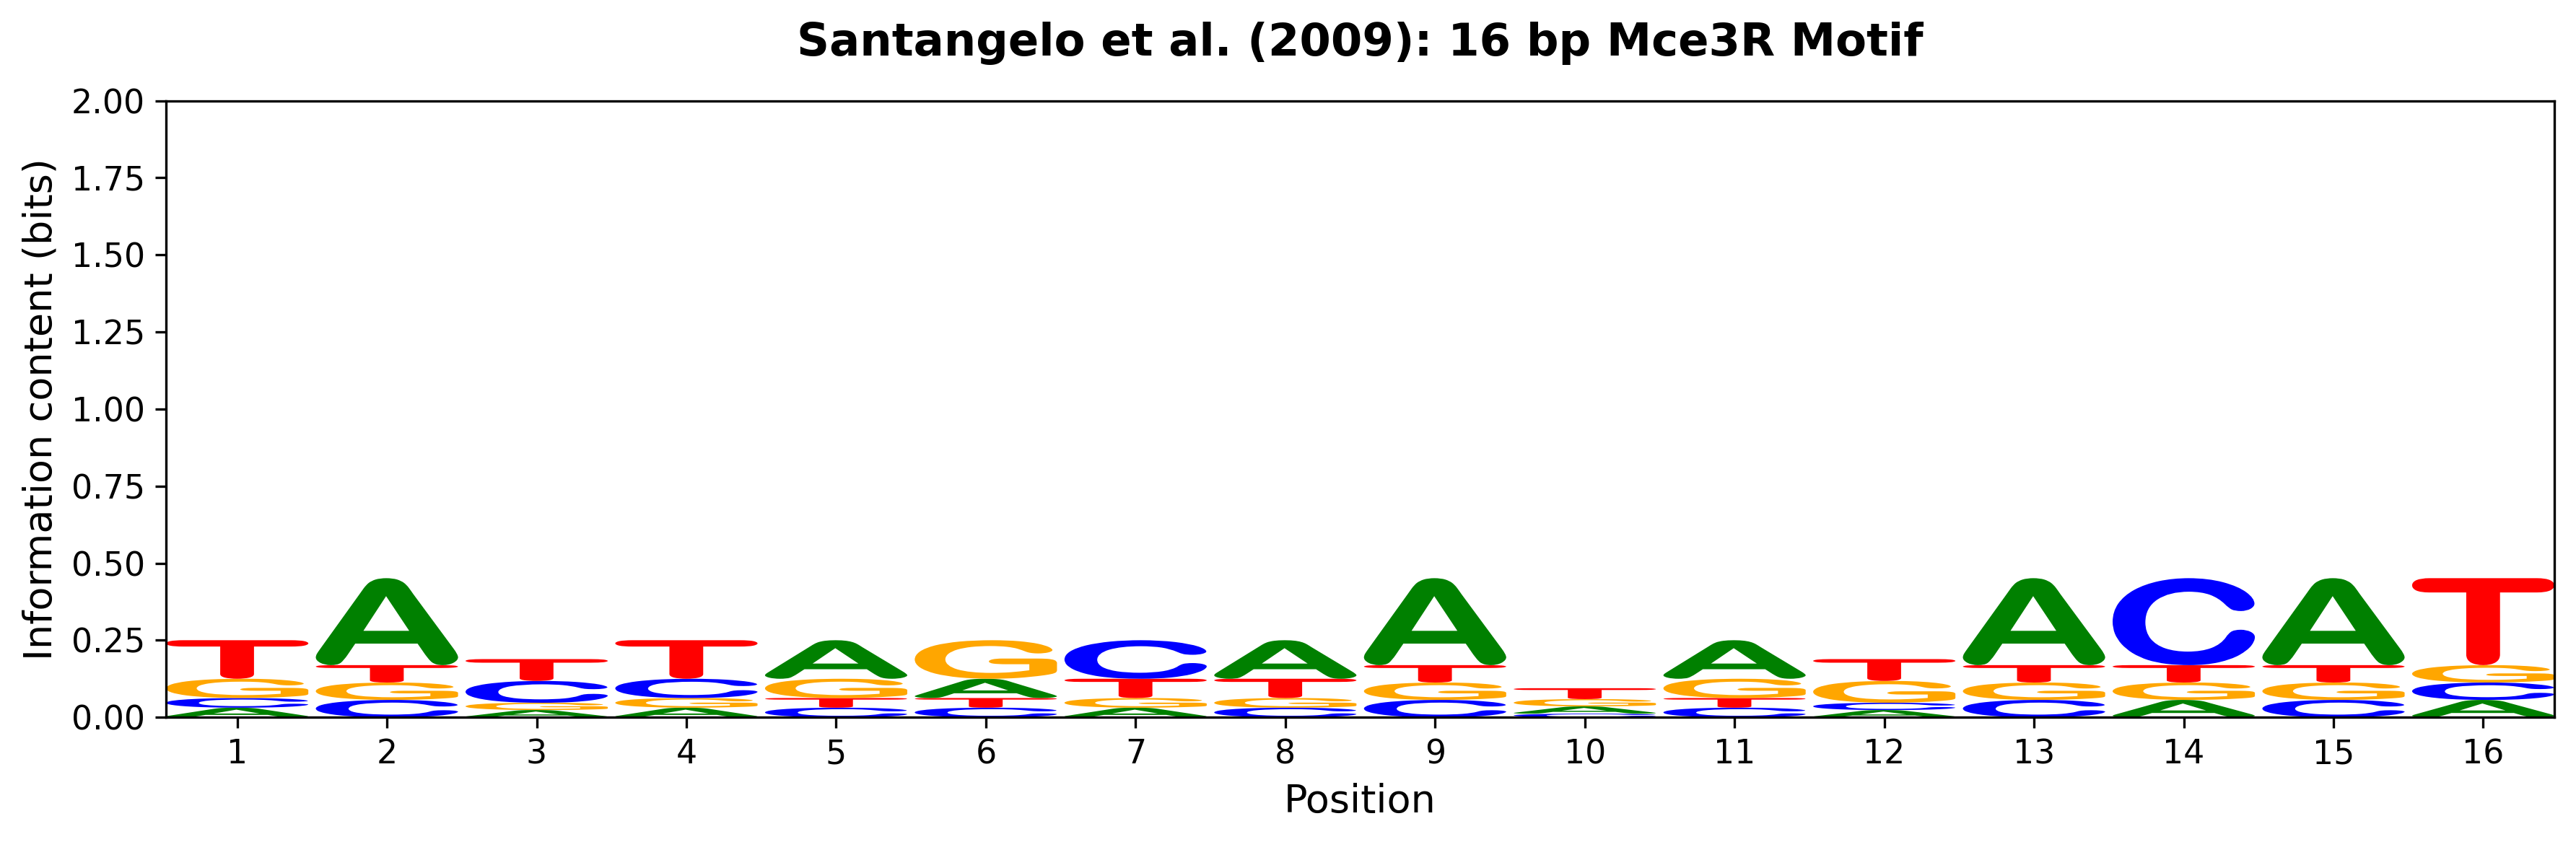 Santangelo et al. (2009): 16 bp Mce3R Motif
Information content (bits)
2.00
1.75
1.50
1.25
1.00
0.75
0.50
0.25
0.00
T A T T A G C A A T A T A C A T
G T C C G A T T T G G G T T T G
C G G G T T G G G A T C G G G C
A C A A C C A C C C C A C A C A
1 2 3 4 5 6 7 8 9 10 11 12 13 14 15 16
Position